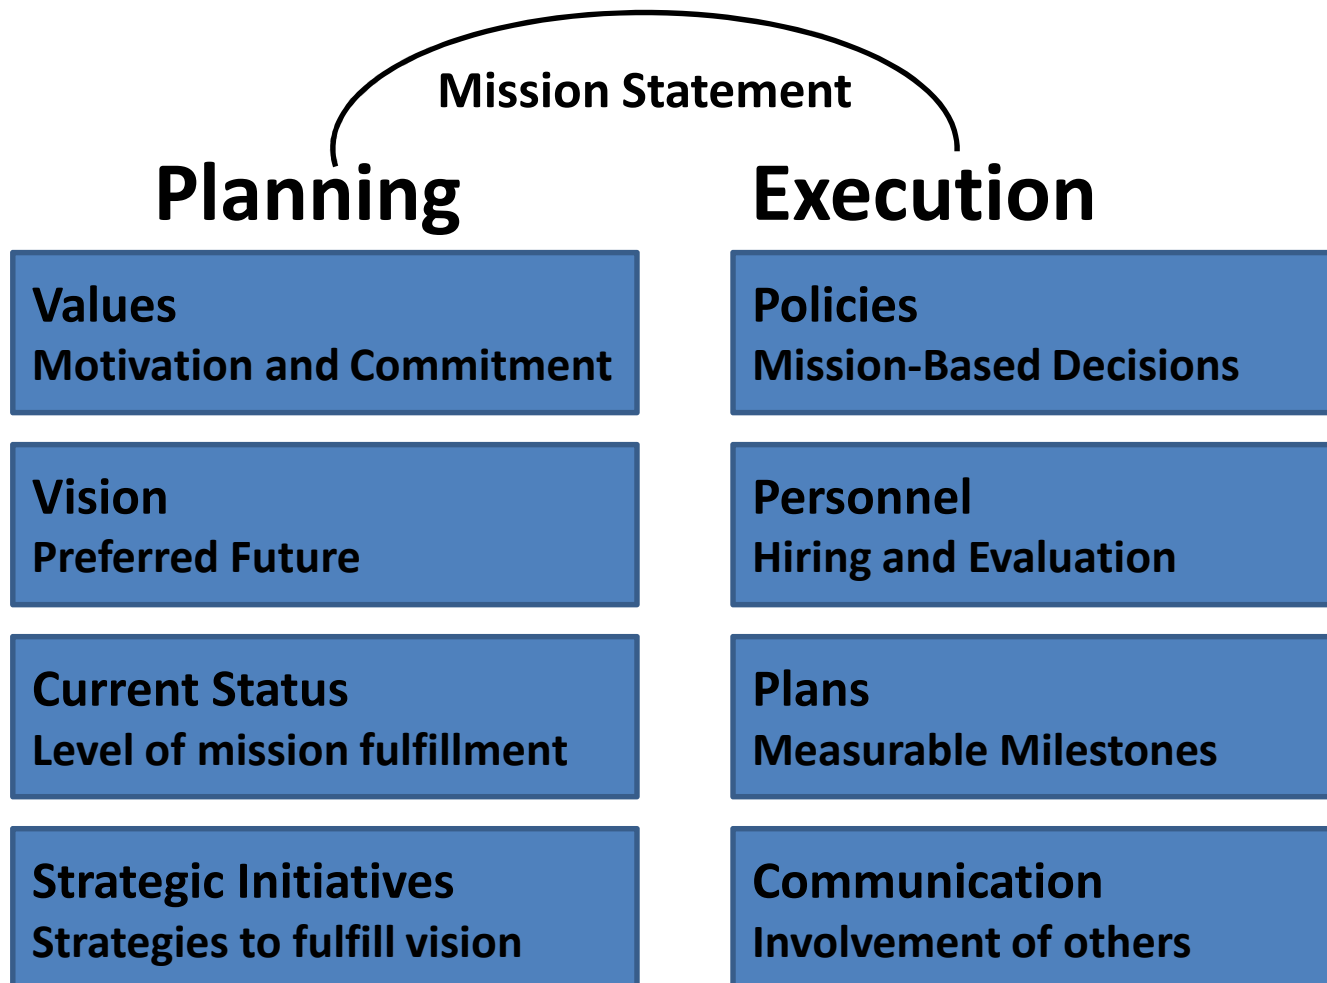 Mission Statement
Planning
Execution
Values
Motivation and Commitment
Vision
Preferred Future
Current Status
Level of mission fulfillment
Strategic Initiatives
Strategies to fulfill vision
Policies
Mission-Based Decisions
Personnel
Hiring and Evaluation
Plans
Measurable Milestones
Communication
Involvement of others